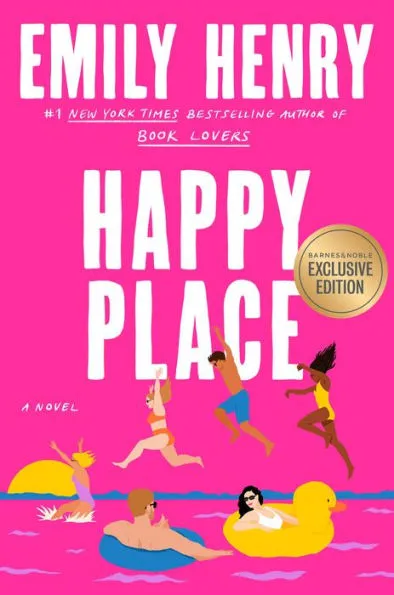 EMILY HENRY
#1 NEW YORK TIMES BESTSELLING AUTHOR OF
BOOK LOVERS
HAPPY
PLACE
BARNES&NOBLE
EXCLUSIVE
EDITION
A NOVEL